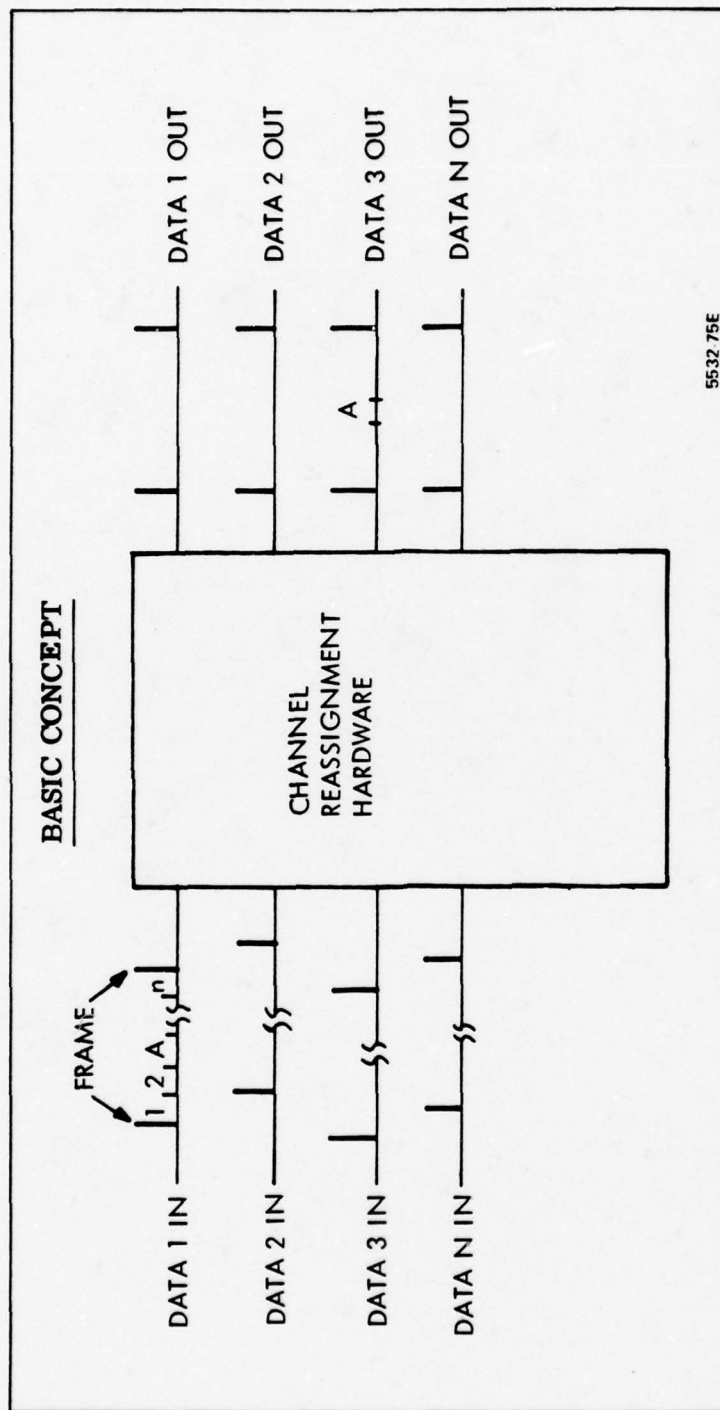 BASIC CONCEPT
FRAME
1 2 A n
DATA 1 IN
DATA 2 IN
DATA 3 IN
DATA N IN
CHANNEL
REASSIGNMENT
HARDWARE
A
DATA 1 OUT
DATA 2 OUT
DATA 3 OUT
DATA N OUT
5532-75E